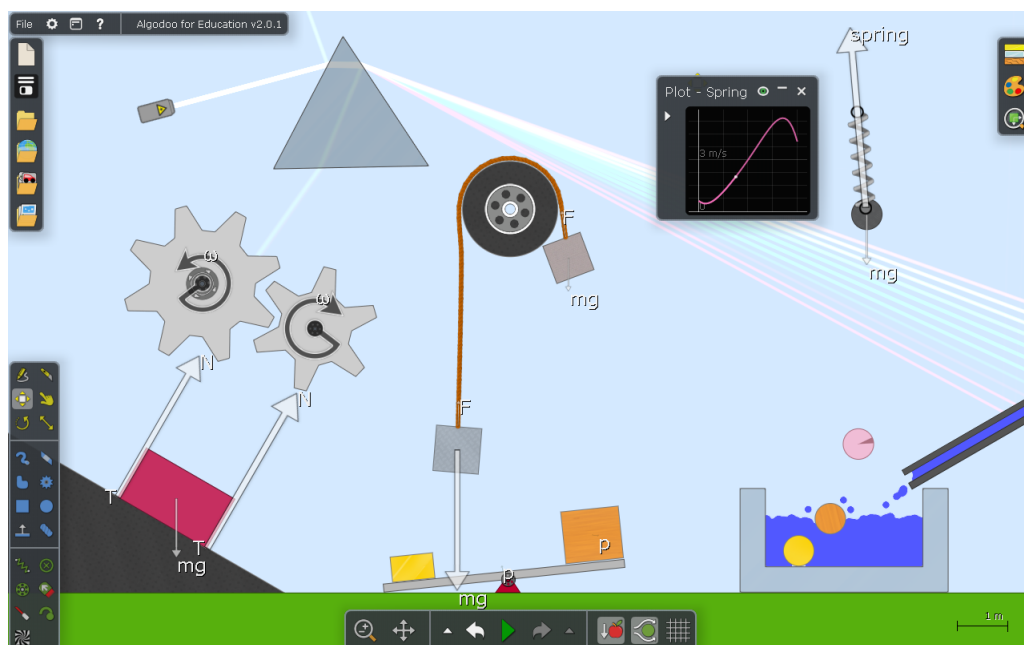 File ? Algodoo for Education v2.0.1
spring
Plot - Spring
3 m/s
0
mg
F
mg
ω
ω
N
N
F
T
T
mg
p
p
mg
1 m